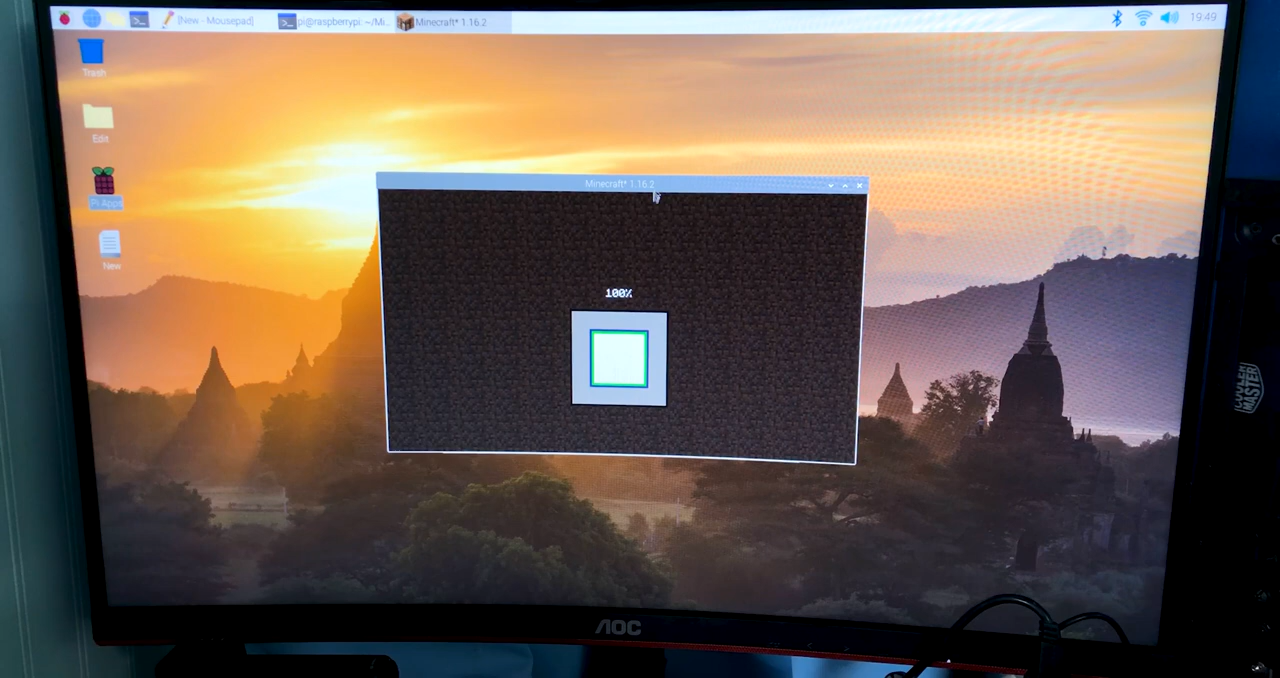 [New - Mousepad]
pi@raspberrypi: ~/Mi...
Minecraft* 1.16.2
19:49
Trash
Edit
Pi Apps
New
Minecraft* 1.16.2
100%
AOC
COOLER
MASTER